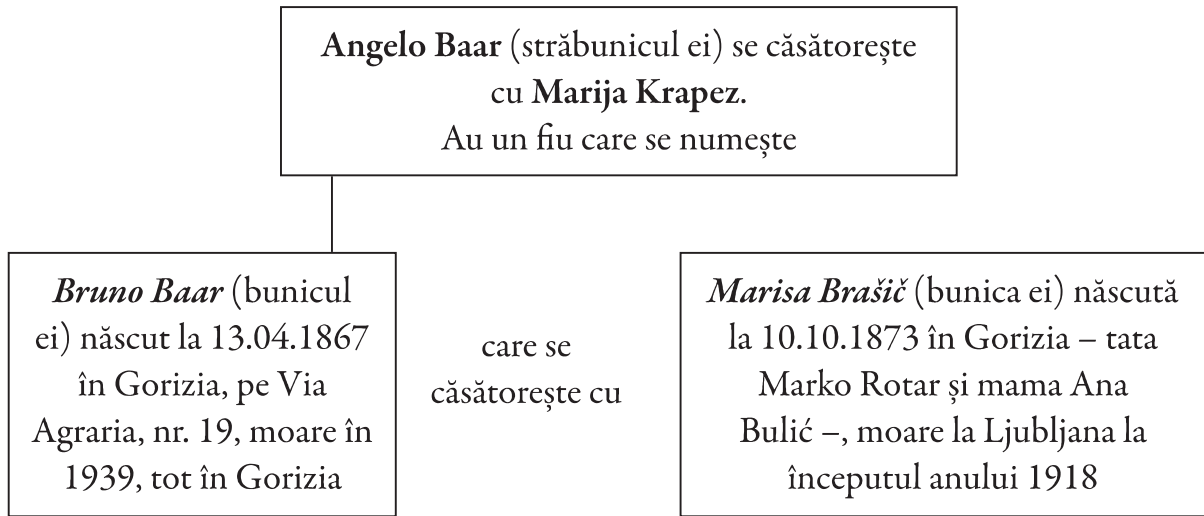 Angelo Baar (străbunicul ei) se căsătorește
cu Marija Krapez.
Au un fiu care se numește
Bruno Baar (bunicul
ei) născut la 13.04.1867
în Gorizia, pe Via
Agraria, nr. 19, moare în
1939, tot în Gorizia
care se
căsătorește cu
Marisa Brašič (bunica ei) născută
la 10.10.1873 în Gorizia – tata
Marko Rotar și mama Ana
Bulić –, moare la Ljubljana la
începutul anului 1918